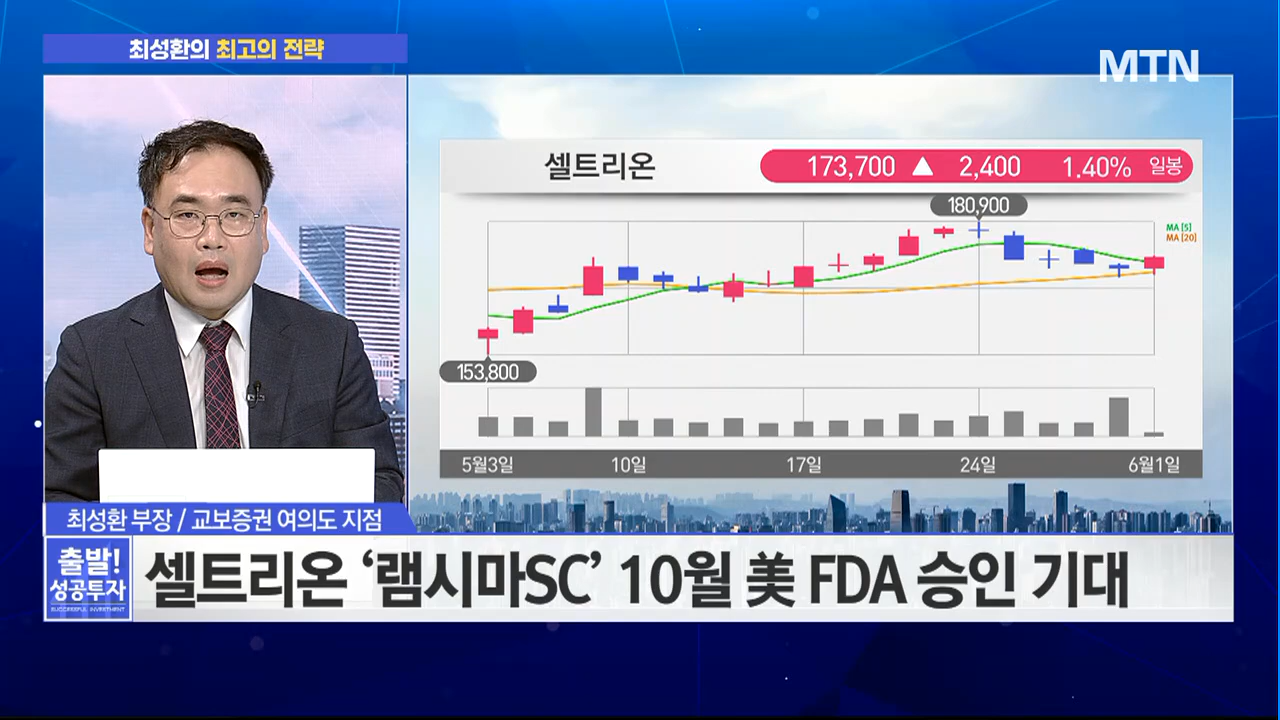 최성환의 최고의 전략
MTN
셀트리온
173,700 ▲ 2,400 1.40% 일봉
180,900
MA [5]
MA [20]
153,800
5월3일 10일 17일 24일 6월1일
최성환 부장 / 교보증권 여의도 지점
출발!
성공투자
SUCCESSFUL INVESTMENT
셀트리온 ‘램시마SC’ 10월 美 FDA 승인 기대